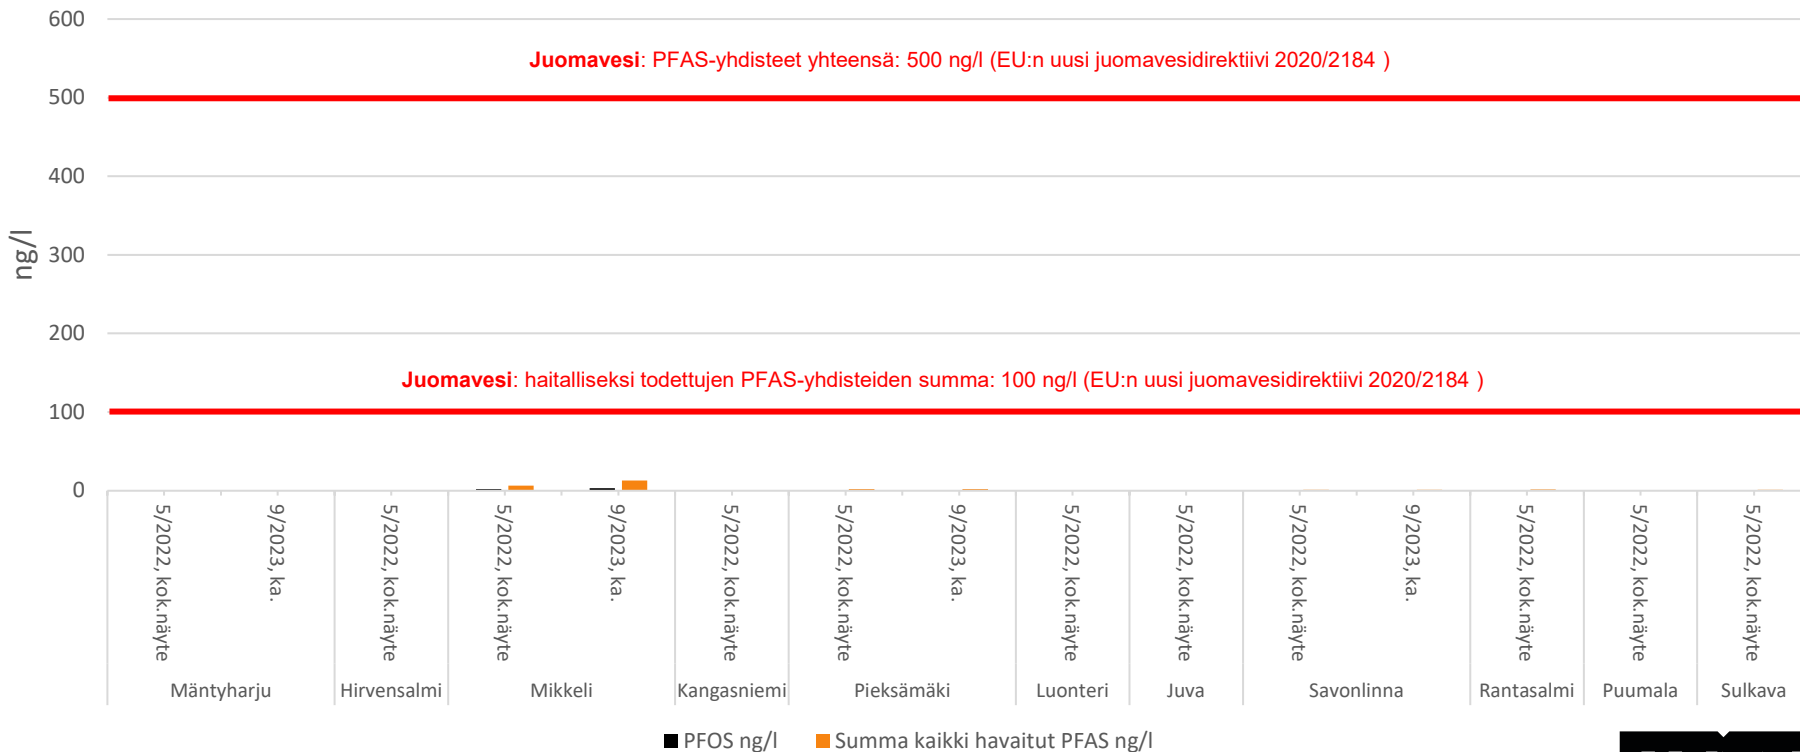 600
Juomavesi: PFAS-yhdisteet yhteensä: 500 ng/l (EU:n uusi juomavesidirektiivi 2020/2184 )
500
400
300
200
Juomavesi: haitalliseksi todettujen PFAS-yhdisteiden summa: 100 ng/l (EU:n uusi juomavesidirektiivi 2020/2184 )
100
0
ng/l
5/2022, kok.näyte
9/2023, ka.
5/2022, kok.näyte
5/2022, kok.näyte
9/2023, ka.
5/2022, kok.näyte
5/2022, kok.näyte
9/2023, ka.
5/2022, kok.näyte
5/2022, kok.näyte
5/2022, kok.näyte
9/2023, ka.
5/2022, kok.näyte
5/2022, kok.näyte
5/2022, kok.näyte
Mäntyharju
Hirvensalmi
Mikkeli
Kangasniemi
Pieksämäki
Luonteri
Juva
Savonlinna
Rantasalmi
Puumala
Sulkava
PFOS ng/l
Summa kaikki havaitut PFAS ng/l